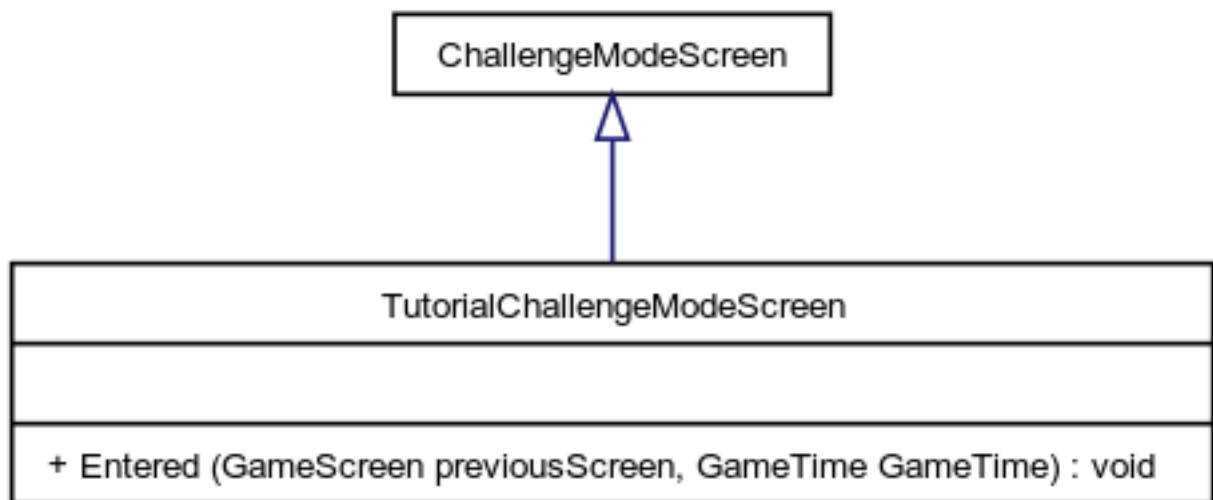 ChallengeModeScreen
TutorialChallengeModeScreen
+ Entered (GameScreen previousScreen, GameTime GameTime) : void